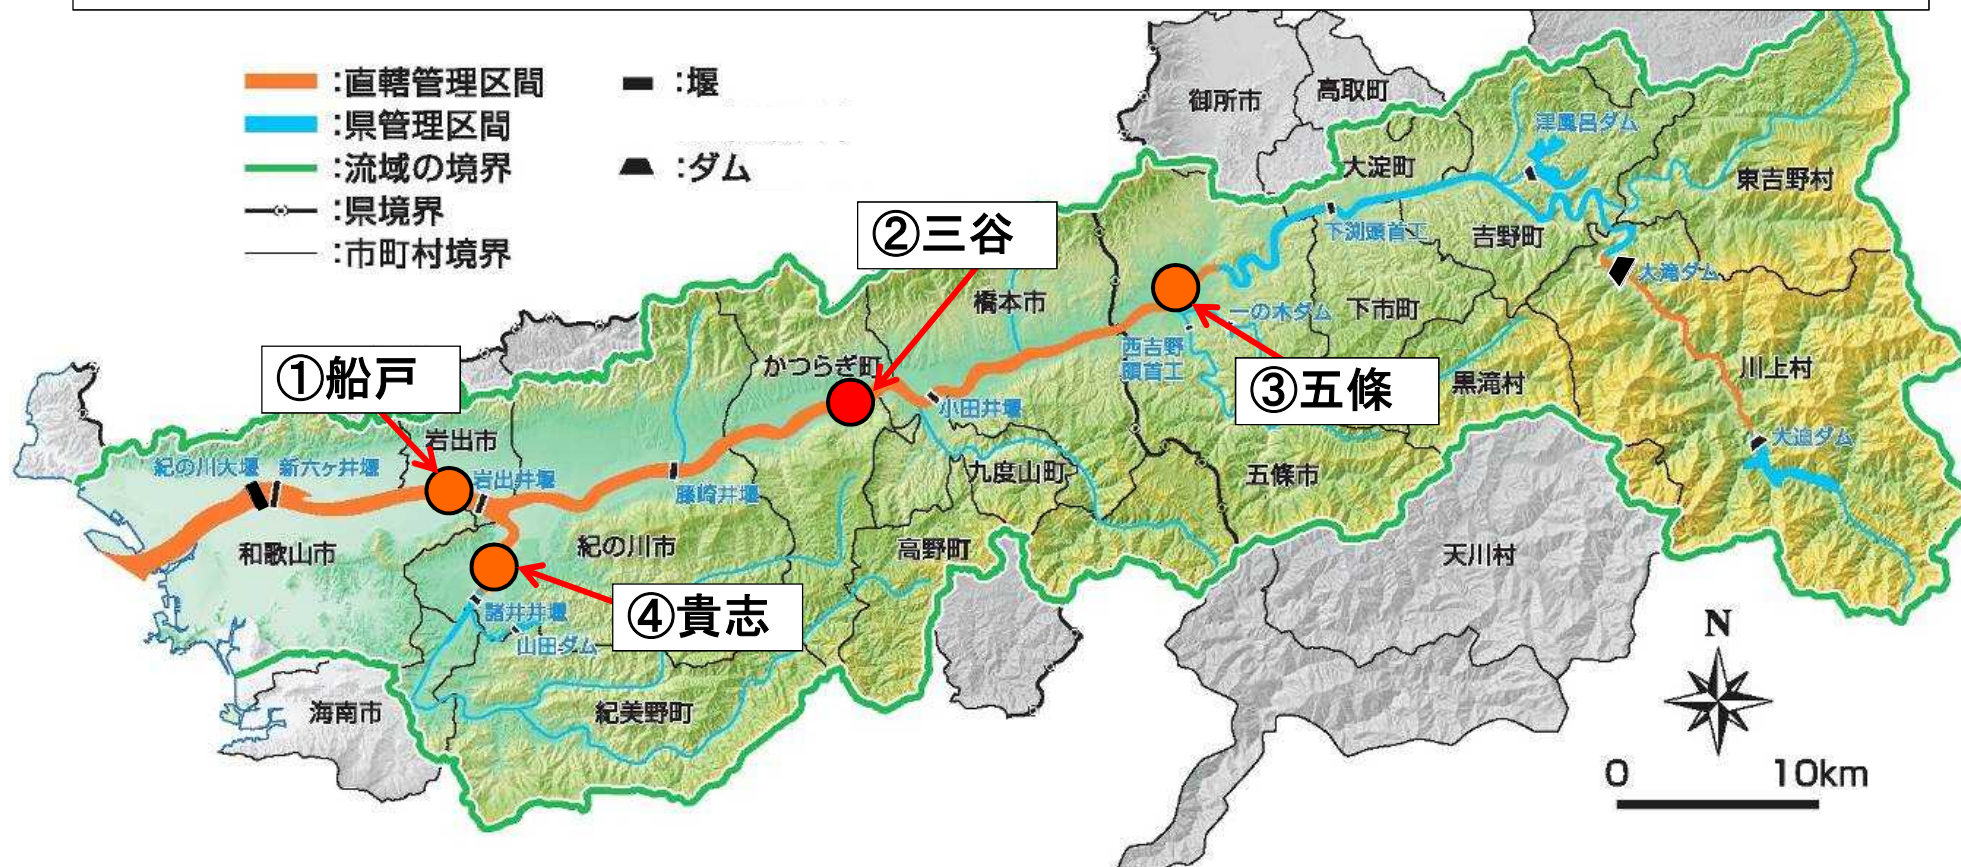 :直轄管理区間
:堰
:県管理区間
:流域の境界
:ダム
:県境界
:市町村境界
御所市
高取町
津風呂ダム
大淀町
東吉野村
②三谷
下渕頭首工
吉野町
大滝ダム
橋本市
一の木ダム
下市町
西吉野
頭首工
①船戸
かつらぎ町
③五條
黒滝村
川上村
小田井堰
岩出市
大迫ダム
紀の川大堰
新六ヶ井堰
岩出井堰
藤崎井堰
九度山町
五條市
和歌山市
紀の川市
高野町
天川村
④貴志
諸井井堰
山田ダム
N
海南市
紀美野町
0
10km